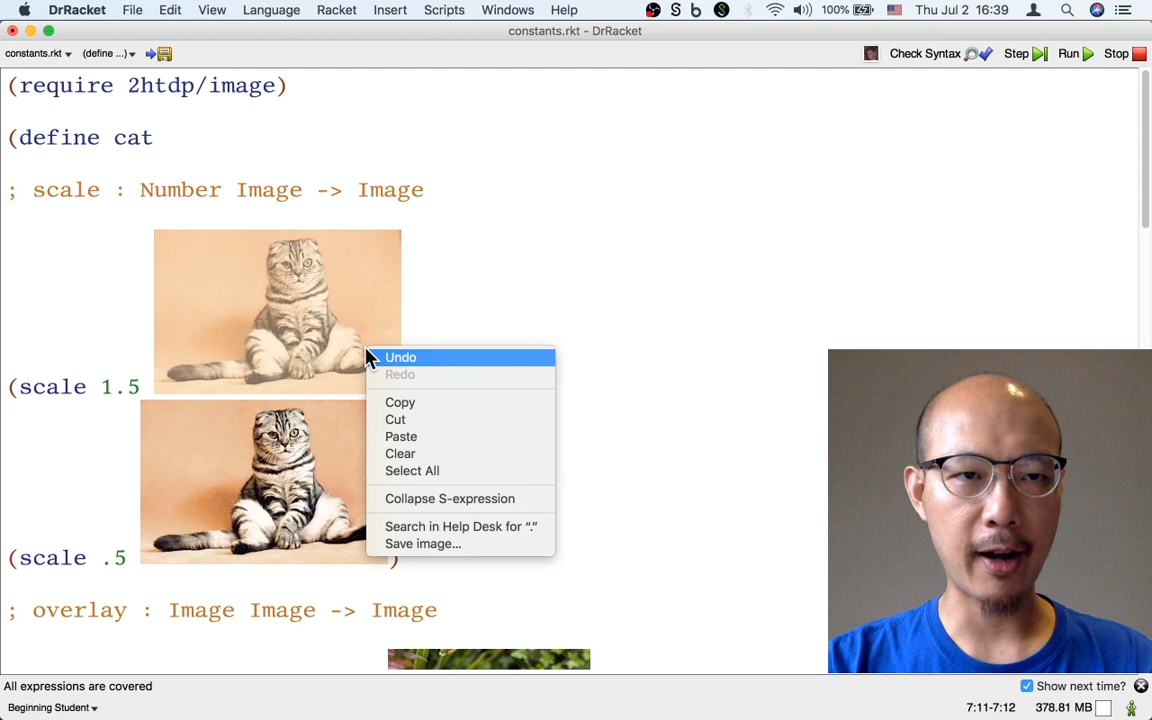 DrRacket File Edit View Language Racket Insert Scripts Windows Help 100% Thu Jul 2 16:39
constants.rkt - DrRacket
constants.rkt (define ...) Check Syntax Step Run Stop
(require 2htdp/image)
(define cat
; scale : Number Image -> Image
(scale 1.5
Undo
Redo
Copy
Cut
Paste
Clear
Select All
Collapse S-expression
Search in Help Desk for “.”
Save image...
(scale .5 )
; overlay : Image Image -> Image
All expressions are covered Show next time?
Beginning Student 7:11-7:12 378.81 MB